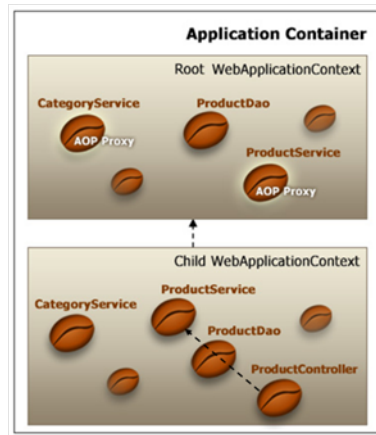 Application Container
Root WebApplicationContext
CategoryService
ProductDao
AOP Proxy
ProductService
AOP Proxy
Child WebApplicationContext
ProductService
CategoryService
ProductDao
ProductController